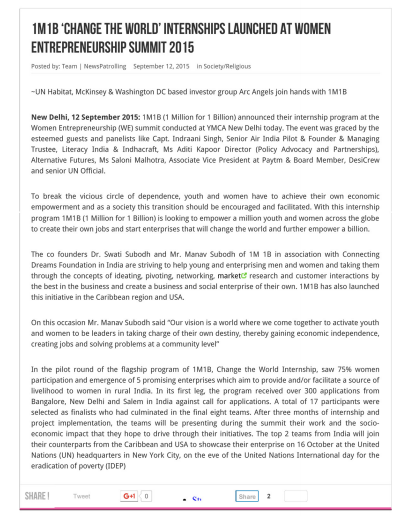 1M1B ‘CHANGE THE WORLD’ INTERNSHIPS LAUNCHED AT WOMEN
ENTREPRENEURSHIP SUMMIT 2015
Posted by: Team | NewsPatrolling September 12, 2015 in Society/Religious
~UN Habitat, McKinsey & Washington DC based investor group Arc Angels join hands with 1M1B
New Delhi, 12 September 2015: 1M1B (1 Million for 1 Billion) announced their internship program at the
Women Entrepreneurship (WE) summit conducted at YMCA New Delhi today. The event was graced by the
esteemed guests and panelists like Capt. Indraani Singh, Senior Air India Pilot & Founder & Managing
Trustee, Literacy India & Indhacraft, Ms Aditi Kapoor Director (Policy Advocacy and Partnerships),
Alternative Futures, Ms Saloni Malhotra, Associate Vice President at Paytm & Board Member, DesiCrew
and senior UN Official.
To break the vicious circle of dependence, youth and women have to achieve their own economic
empowerment and as a society this transition should be encouraged and facilitated. With this internship
program 1M1B (1 Million for 1 Billion) is looking to empower a million youth and women across the globe
to create their own jobs and start enterprises that will change the world and further empower a billion.
The co founders Dr. Swati Subodh and Mr. Manav Subodh of 1M 1B in association with Connecting
Dreams Foundation in India are striving to help young and enterprising men and women and taking them
through the concepts of ideating, pivoting, networking, market research and customer interactions by
the best in the business and create a business and social enterprise of their own. 1M1B has also launched
this initiative in the Caribbean region and USA.
On this occasion Mr. Manav Subodh said “Our vision is a world where we come together to activate youth
and women to be leaders in taking charge of their own destiny, thereby gaining economic independence,
creating jobs and solving problems at a community level”
In the pilot round of the flagship program of 1M1B, Change the World Internship, saw 75% women
participation and emergence of 5 promising enterprises which aim to provide and/or facilitate a source of
livelihood to women in rural India. In its first leg, the program received over 300 applications from
Bangalore, New Delhi and Salem in India against call for applications. A total of 17 participants were
selected as finalists who had culminated in the final eight teams. After three months of internship and
project implementation, the teams will be presenting during the summit their work and the socio-
economic impact that they hope to drive through their initiatives. The top 2 teams from India will join
their counterparts from the Caribbean and USA to showcase their enterprise on 16 October at the United
Nations (UN) headquarters in New York City, on the eve of the United Nations International day for the
eradication of poverty (IDEP)
SHARE ! Tweet G+1 0 Share 2